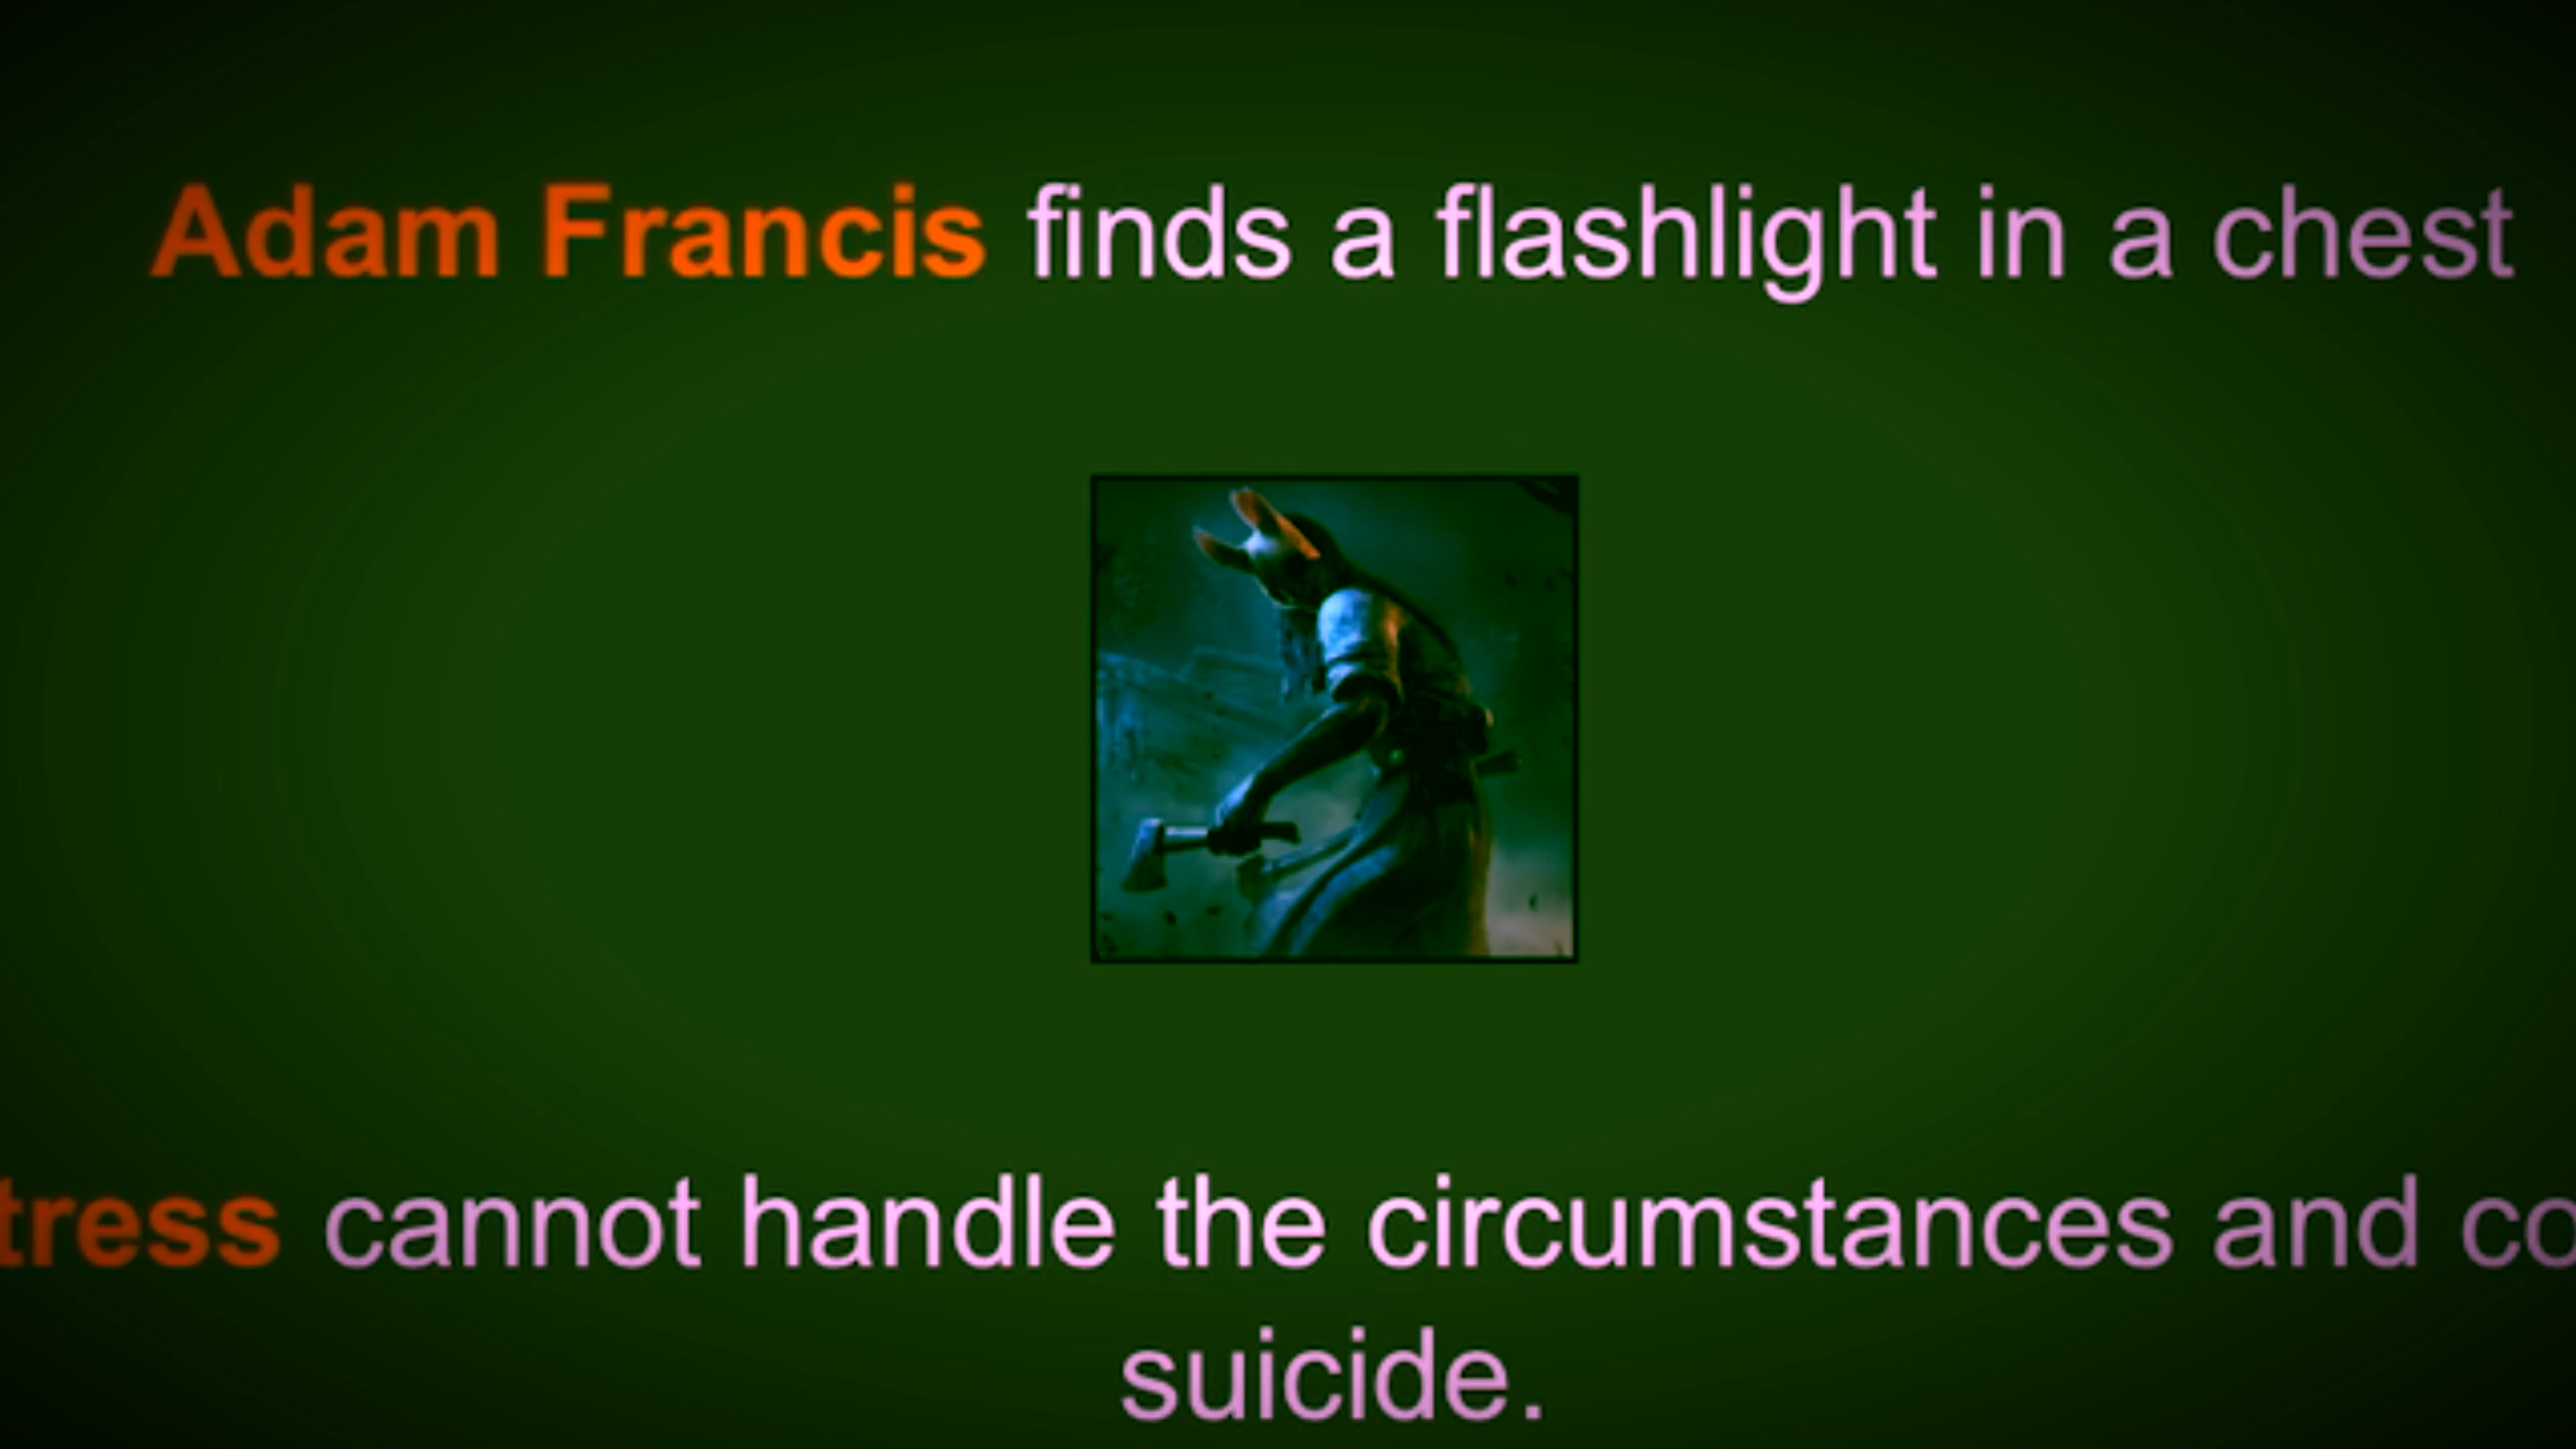 Adam Francis finds a flashlight in a chest
tress cannot handle the circumstances and co
suicide.